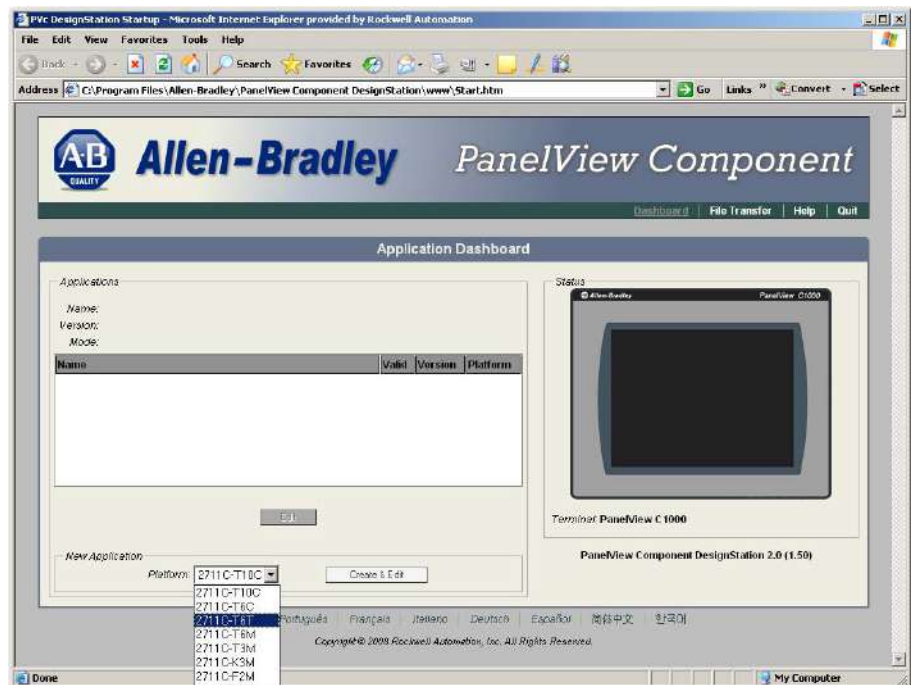 PVc DesignStation Startup - Microsoft Internet Explorer provided by Rockwell Automation
File Edit View Favorites Tools Help
Back Search Favorites
Address C:\Program Files\Allen-Bradley\PanelView Component DesignStation\www\Start.htm Go Links » Convert Select
AB QUALITY Allen-Bradley PanelView Component
Dashboard | File Transfer | Help | Quit
Application Dashboard
Applications
Name:
Version:
Mode:
Name Valid Version Platform
Edit
Status
Allen-Bradley PanelView C1000
Terminal: PanelView C1000
PanelView Component DesignStation 2.0 (1.50)
New Application
Platform: 2711C-T10C Create & Edit
2711C-T10C
2711C-T6C
2711C-T6T
2711C-T6M
2711C-T3M
2711C-K3M
2711C-F2M
Português Français Italiano Deutsch Español 简体中文 한국어
Copyright © 2008 Rockwell Automation, Inc. All Rights Reserved.
Done My Computer